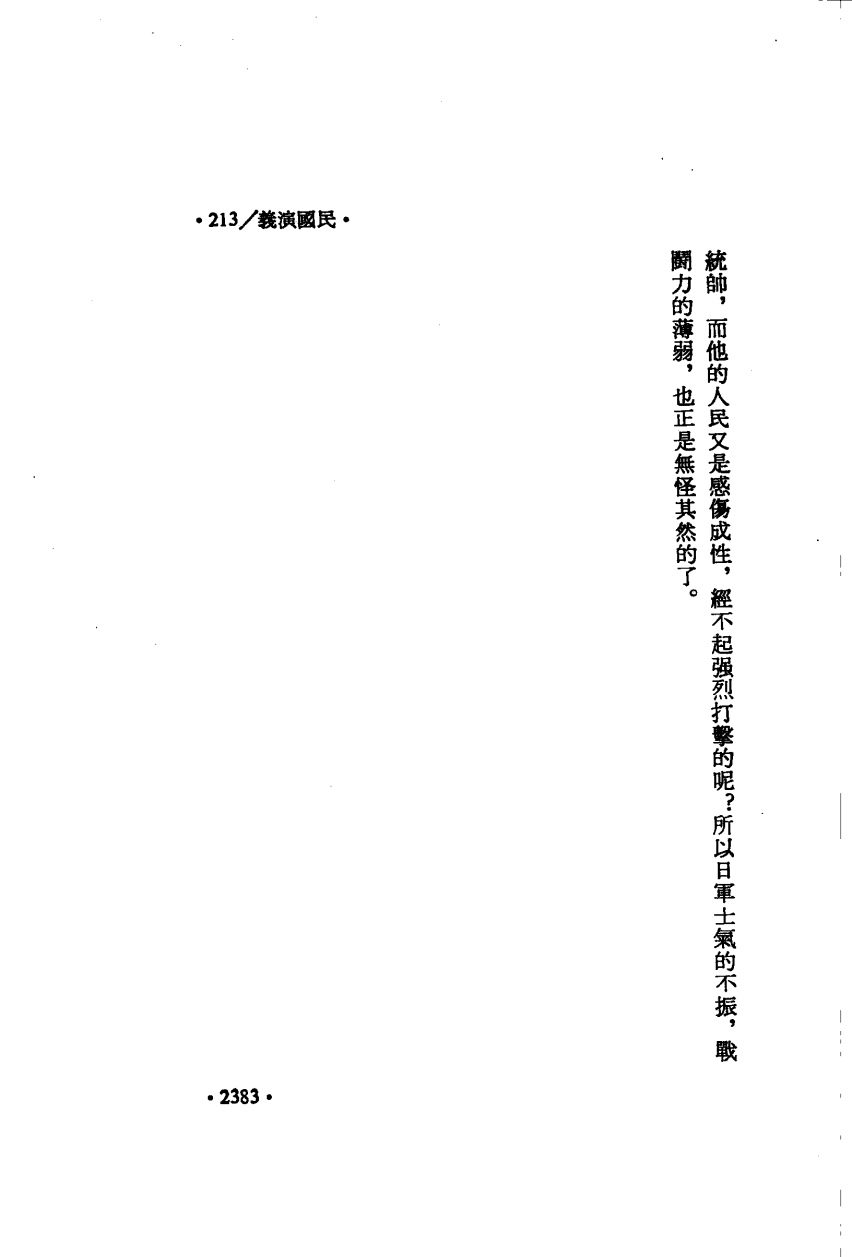 •213／義演國民•
統帥，而他的人民又是感傷成性，經不起强烈打擊的呢？所以日軍士氣的不振，戰
鬪力的薄弱，也正是無怪其然的了。
•2383•